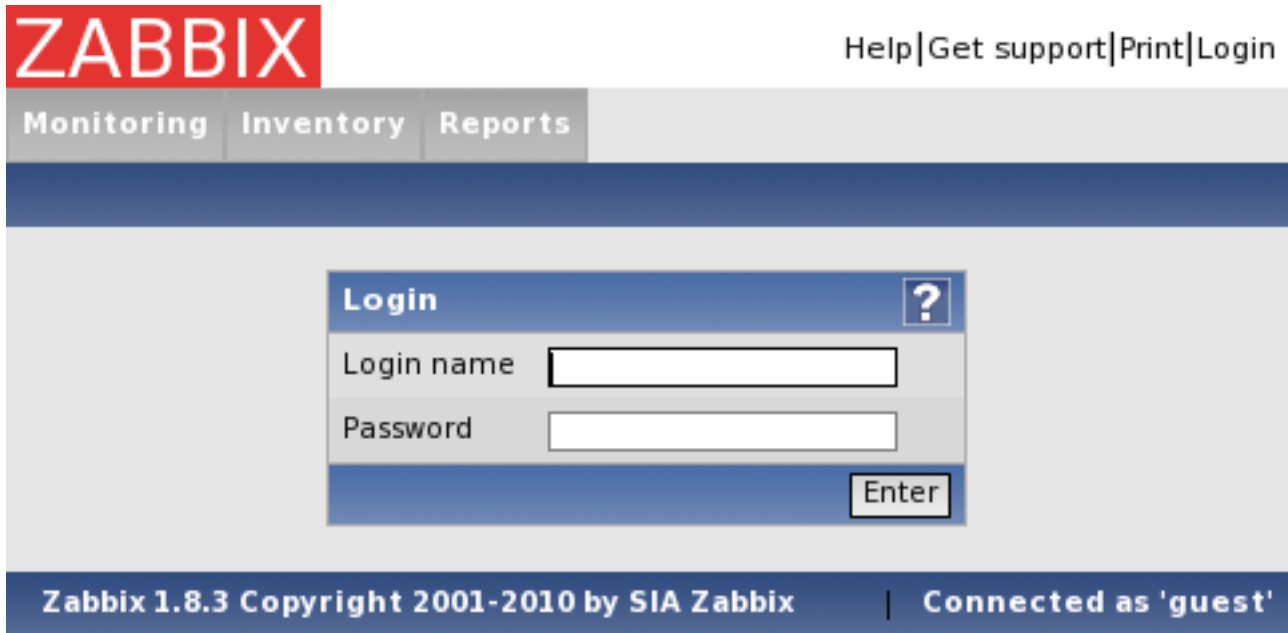 ZABBIX
Help|Get support|Print|Login
Monitoring Inventory Reports
Login ?
Login name
Password
Enter
Zabbix 1.8.3 Copyright 2001-2010 by SIA Zabbix | Connected as 'guest'